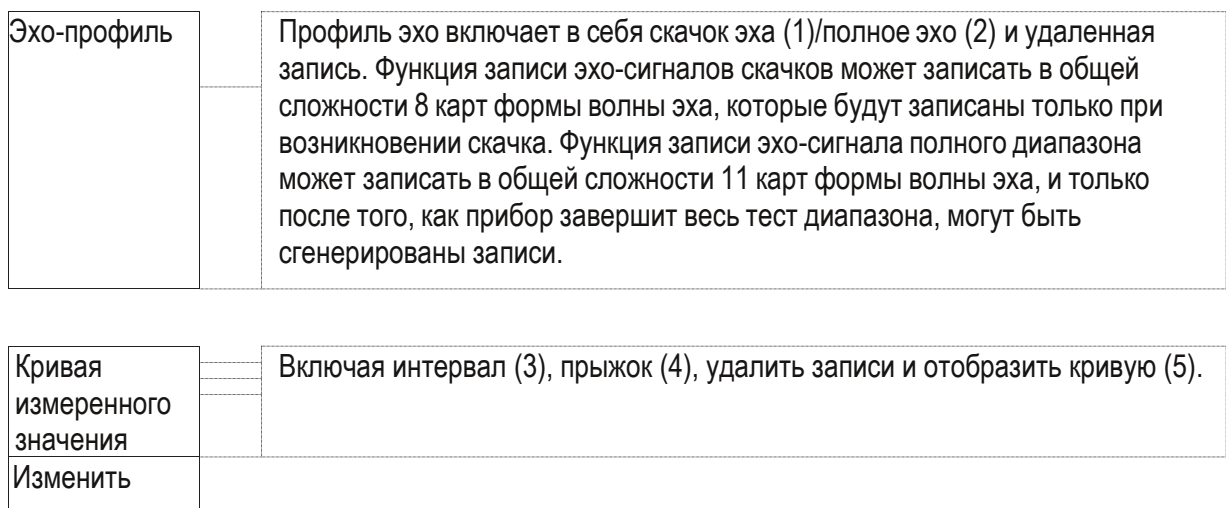 Эхо-профиль
Профиль эхо включает в себя скачок эха (1)/полное эхо (2) и удаленная
запись. Функция записи эхо-сигналов скачков может записать в общей
сложности 8 карт формы волны эха, которые будут записаны только при
возникновении скачка. Функция записи эхо-сигнала полного диапазона
может записать в общей сложности 11 карт формы волны эха, и только
после того, как прибор завершит весь тест диапазона, могут быть
сгенерированы записи.
Кривая
измеренного
значения
Включая интервал (3), прыжок (4), удалить записи и отобразить кривую (5).
Изменить